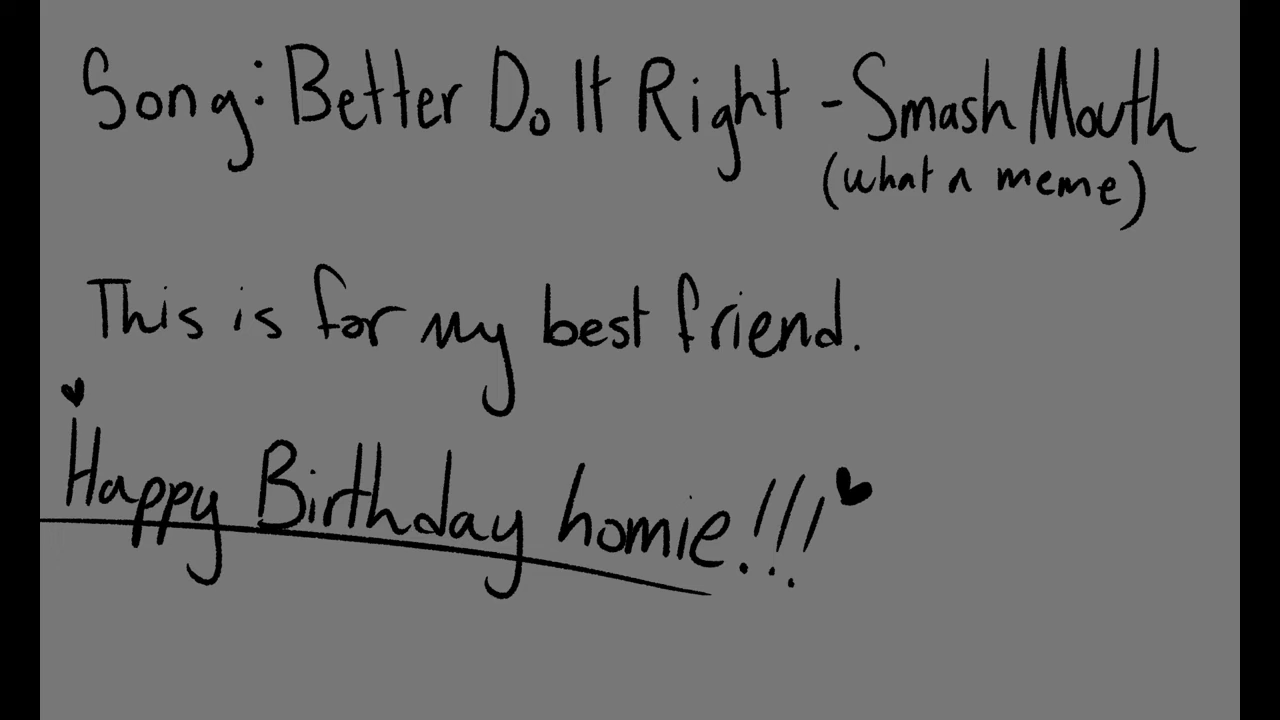 Song: Better Do It Right - Smash Mouth
(what a meme)
This is for my best friend.
Happy Birthday homie!!!